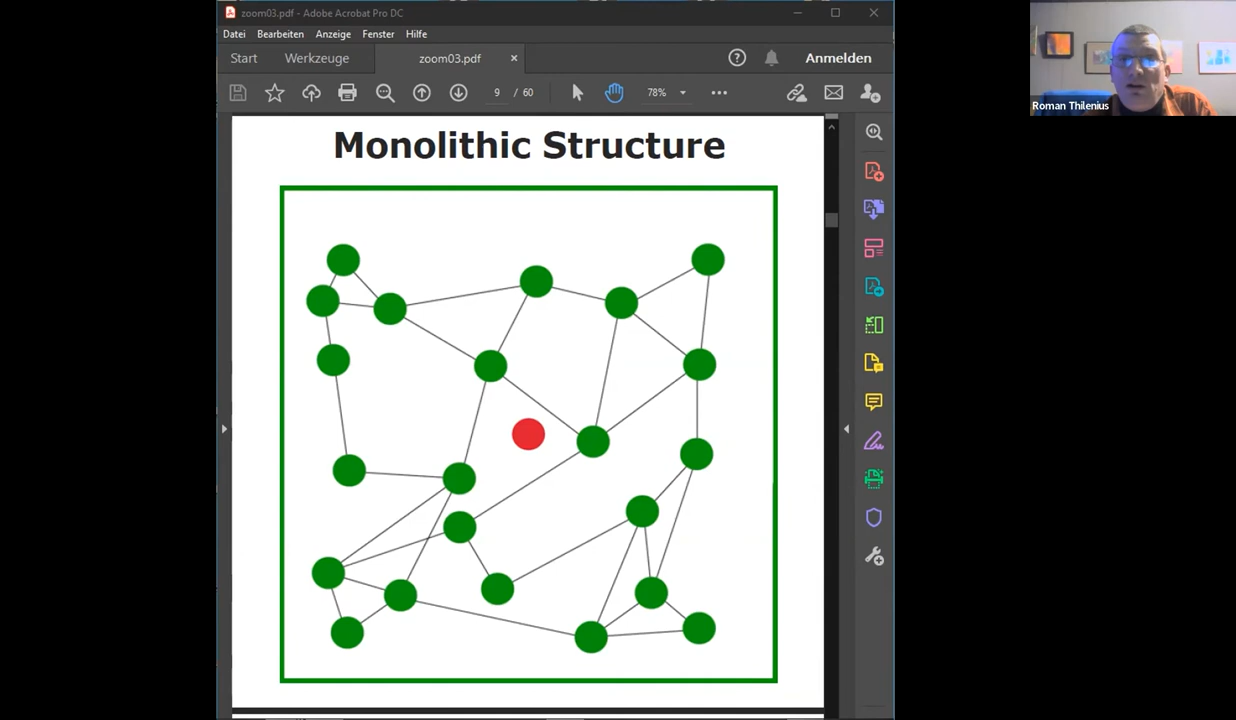 zoom03.pdf - Adobe Acrobat Pro DC
Datei Bearbeiten Anzeige Fenster Hilfe
Start Werkzeuge zoom03.pdf Anmelden
9 / 60 78%
Monolithic Structure
Roman Thilenius